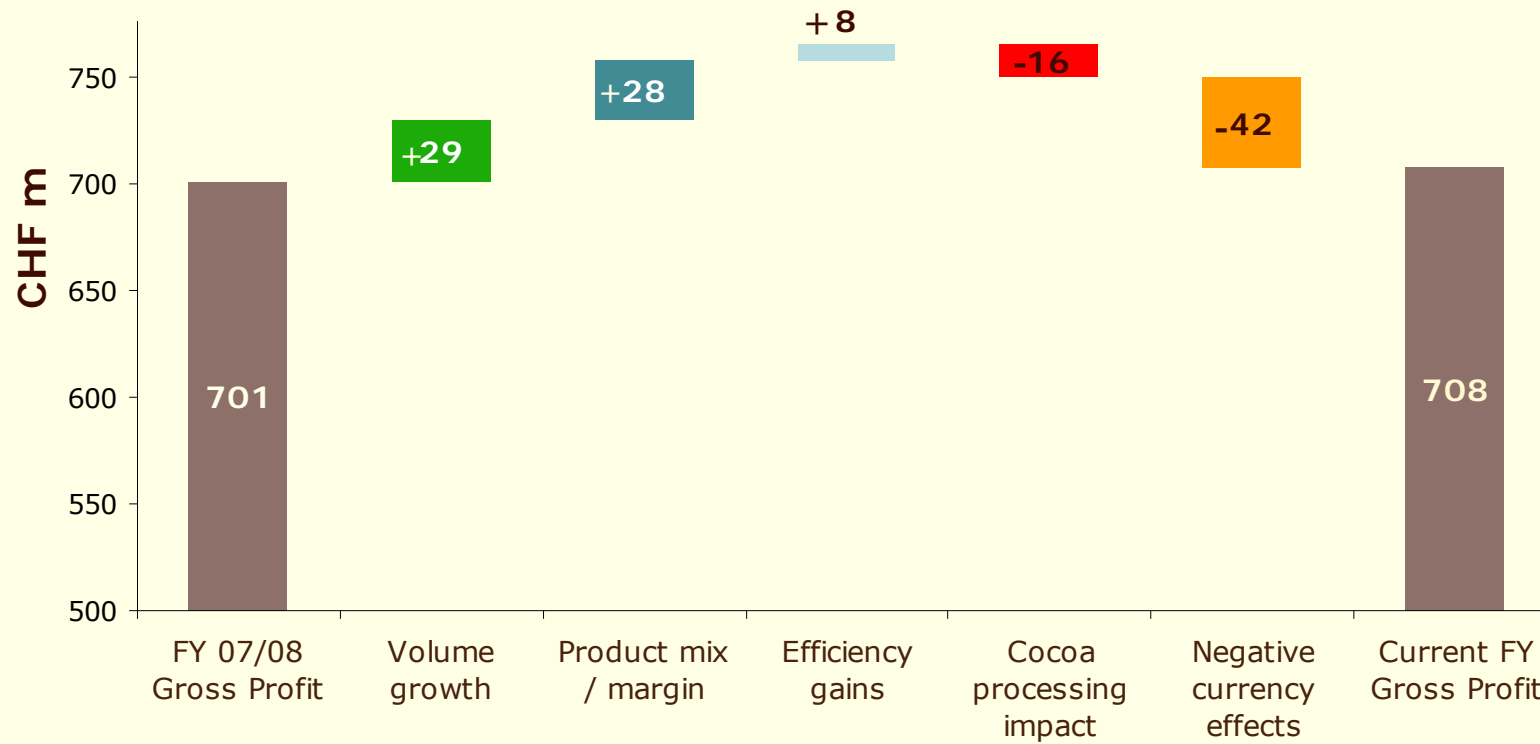 CHF m
750
700
650
600
550
500
701
+29
+28
+8
-16
-42
708
FY 07/08
Gross Profit
Volume
growth
Product mix
/ margin
Efficiency
gains
Cocoa
processing
impact
Negative
currency
effects
Current FY
Gross Profit